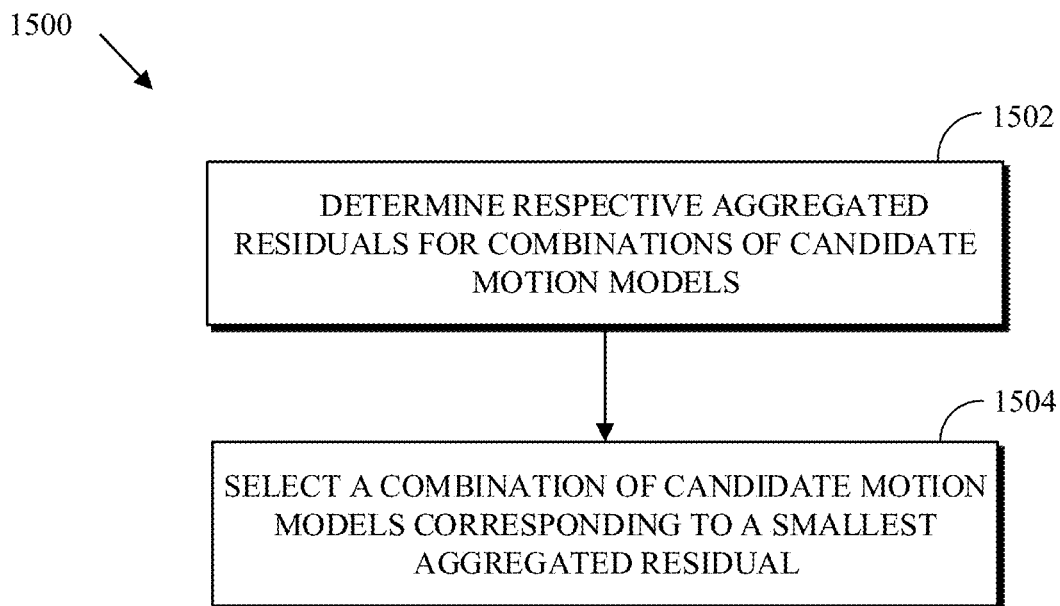 1500
1502
DETERMINE RESPECTIVE AGGREGATED
RESIDUALS FOR COMBINATIONS OF CANDIDATE
MOTION MODELS
1504
SELECT A COMBINATION OF CANDIDATE MOTION
MODELS CORRESPONDING TO A SMALLEST
AGGREGATED RESIDUAL